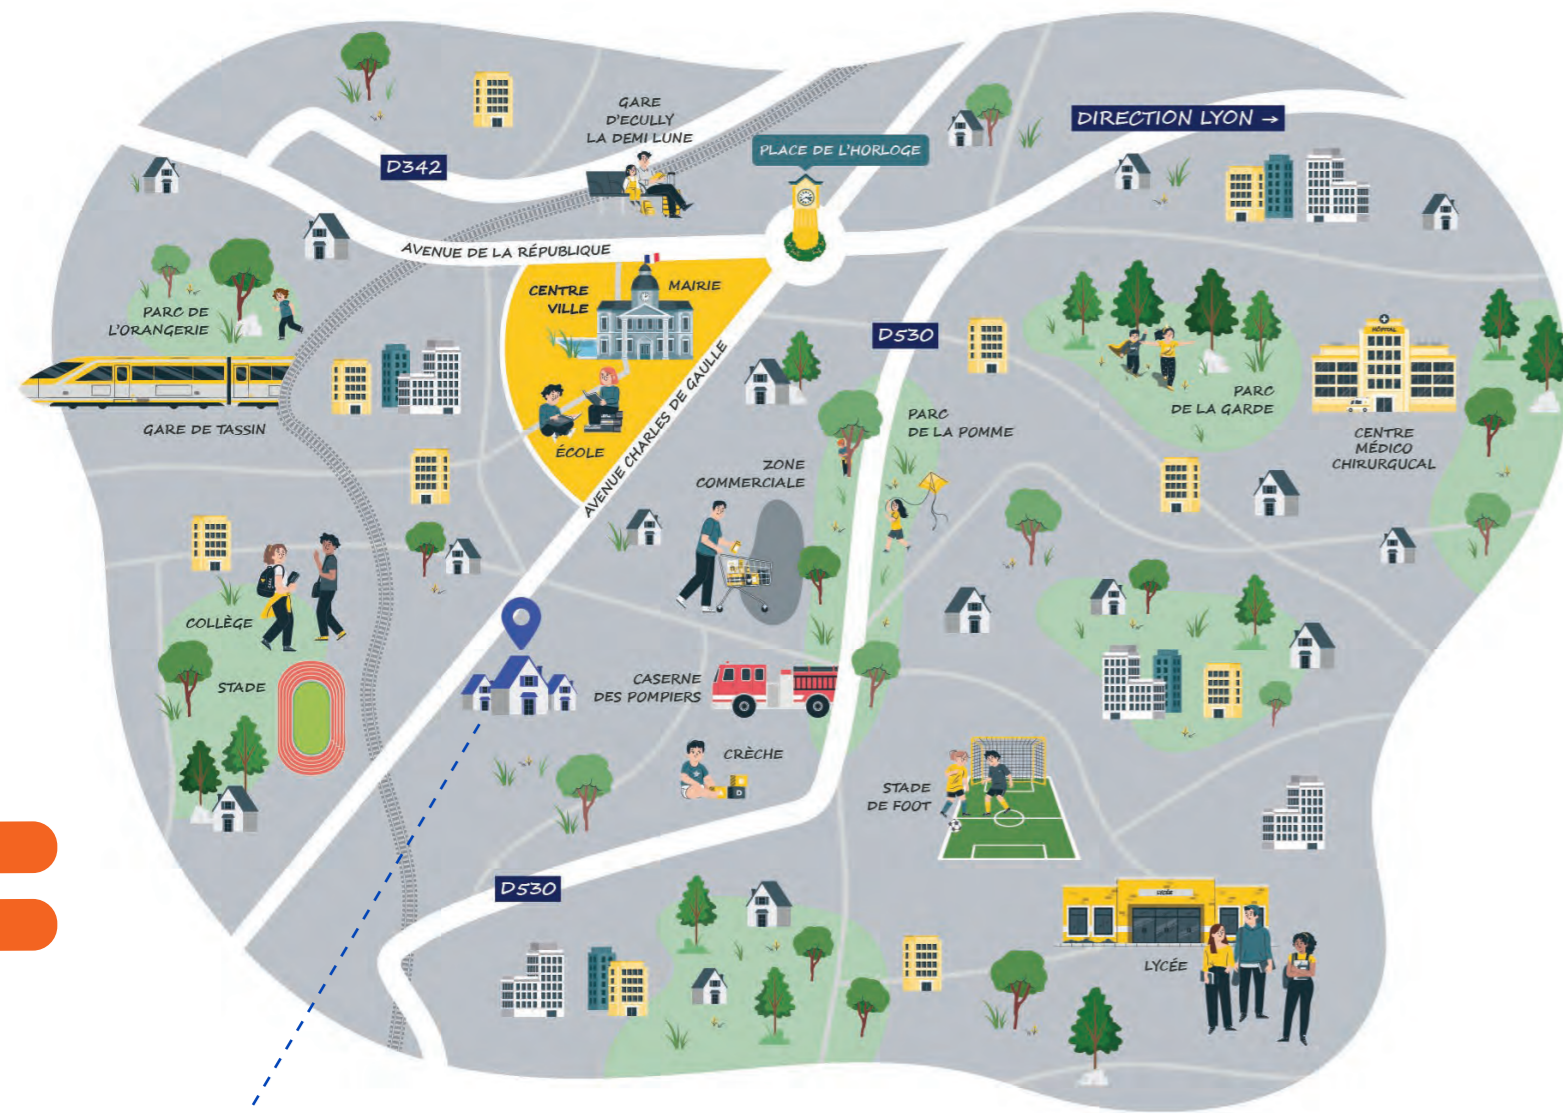 GARE
D'ECULLY
LA DEMI LUNE
DIRECTION LYON →
PLACE DE L'HORLOGE
D342
AVENUE DE LA RÉPUBLIQUE
CENTRE
VILLE
MAIRIE
PARC DE
L'ORANGERIE
D530
HÔPITAL
PARC
DE LA GARDE
GARE DE TASSIN
PARC
DE LA POMME
CENTRE
MÉDICO
CHIRURGUCAL
ÉCOLE
AVENUE CHARLES DE GAULLE
ZONE
COMMERCIALE
COLLÈGE
STADE
CASERNE
DES POMPIERS
CRÈCHE
STADE
DE FOOT
D530
LYCÉE
LYCÉE